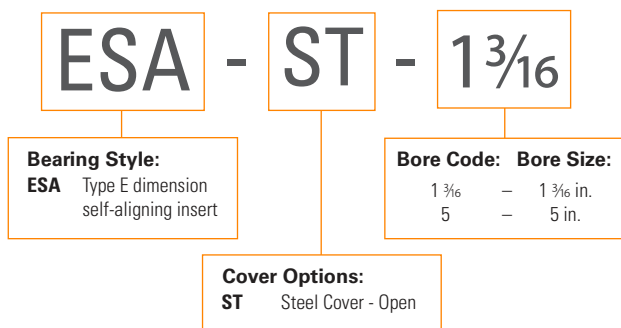 ESA - ST - 1 3/16
Bearing Style:
ESA Type E dimension
self-aligning insert
Bore Code: Bore Size:
1 3/16 – 1 3/16 in.
5 – 5 in.
Cover Options:
ST Steel Cover - Open